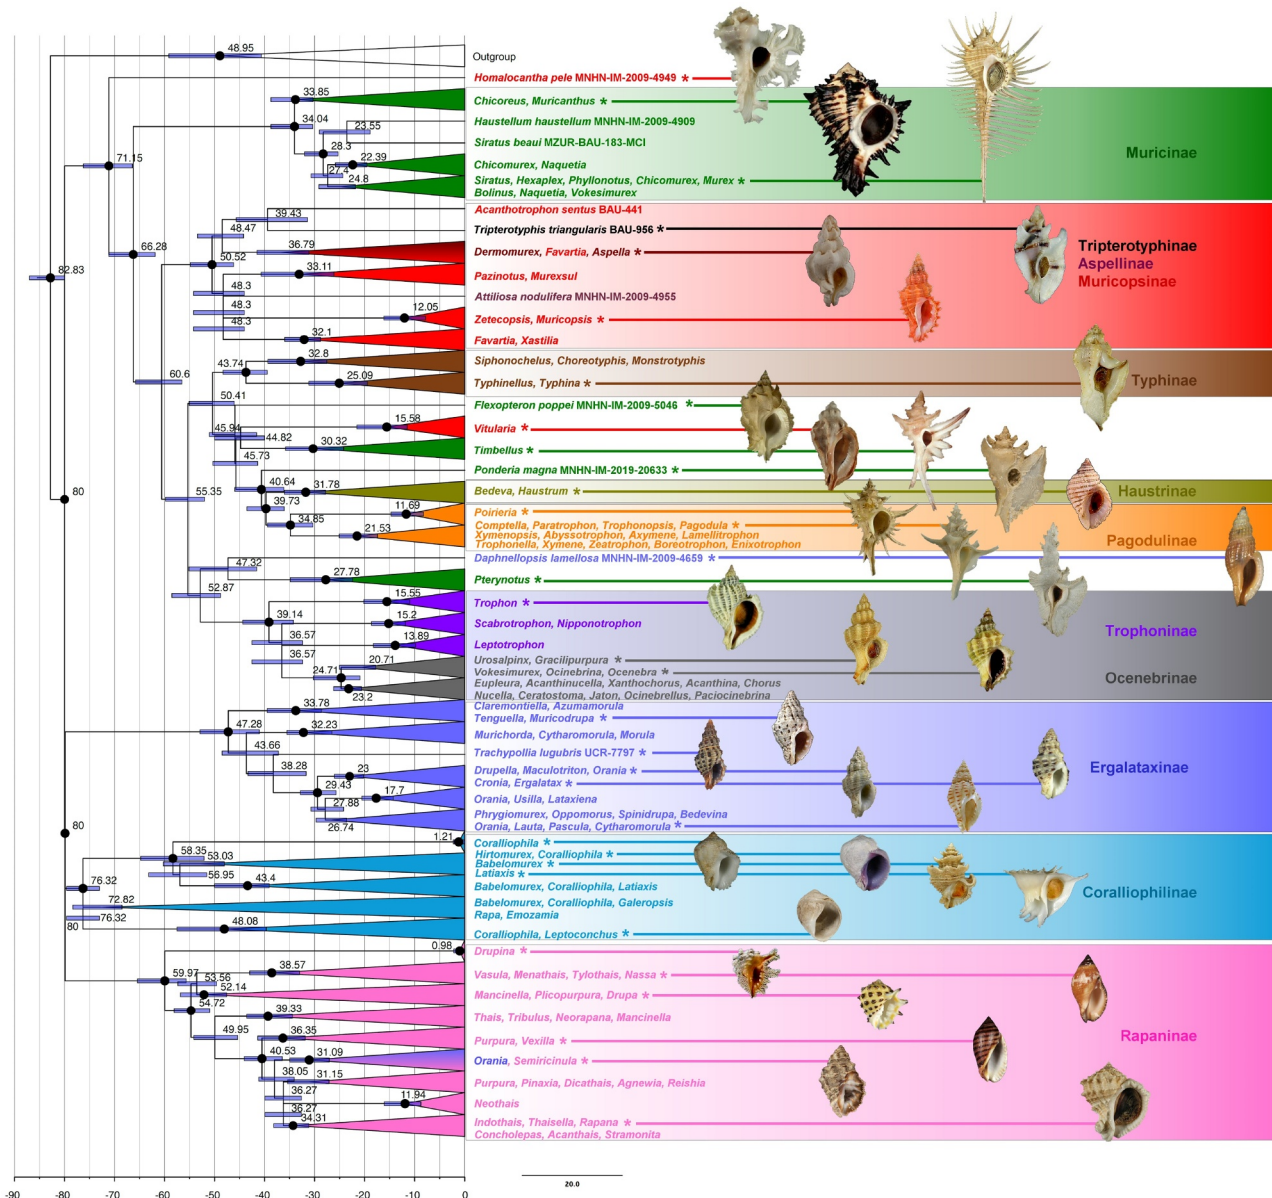 48.95
Outgroup
Homalocantha pele MNHN-IM-2009-4949 *
33.85
Chicoreus, Muricanthus *
34.04
23.55
Haustellum haustellum MNHN-IM-2009-4909
28.3
Siratus beaui MZUR-BAU-183-MCI
Muricinae
71.15
22.39
Chicomurex, Naquetia
27.4
24.8
Siratus, Hexaplex, Phyllonotus, Chicomurex, Murex *
Bolinus, Naquetia, Vokesimurex
39.43
Acanthotrophon sentus BAU-441
48.47
Tripterotyphis triangularis BAU-956 *
Tripterotyphinae
66.28
36.79
Dermomurex, Favartia, Aspella *
Aspellinae
82.83
50.52
33.11
Pazinotus, Murexsul
Muricopsinae
48.3
Attiliosa nodulifera MNHN-IM-2009-4955
48.3
12.05
Zetecopsis, Muricopsis *
48.3
32.1
Favartia, Xastilia
43.74
32.8
Siphonochelus, Choreotyphis, Monstrotyphis
60.6
25.09
Typhinellus, Typhina *
Typhinae
50.41
Flexopteron poppei MNHN-IM-2009-5046 *
45.94
15.58
Vitularia *
44.82
30.32
Timbellus *
45.73
Ponderia magna MNHN-IM-2019-20633 *
80
55.35
40.64
31.78
Bedeva, Haustrum *
Haustrinae
39.73
11.69
Poirieria *
34.85
Comptella, Paratrophon, Trophonopsis, Pagodula *
21.53
Xymenopsis, Abyssotrophon, Axymene, Lamellitrophon
Pagodulinae
Trophonella, Xymene, Zeatrophon, Boreotrophon, Enixotrophon
47.32
Daphnellopsis lamellosa MNHN-IM-2009-4659 *
52.87
27.78
Pterynotus *
15.55
Trophon *
39.14
15.2
Scabrotrophon, Nipponotrophon
Trophoninae
36.57
13.89
Leptotrophon
36.57
20.71
Urosalpinx, Gracilipurpura *
24.71
Vokesimurex, Ocinebrina, Ocenebra *
Ocenebrinae
23.2
Eupleura, Acanthinucella, Xanthochorus, Acanthina, Chorus
Nucella, Ceratostoma, Jaton, Ocinebrellus, Paciocinebrina
33.78
Claremontiella, Azumamorula
Tenguella, Muricodrupa *
47.28
32.23
Murichorda, Cytharomorula, Morula
43.66
Trachypollia lugubris UCR-7797 *
38.28
23
Drupella, Maculotriton, Orania *
Ergalataxinae
29.43
Cronia, Ergalatax *
17.7
Orania, Usilla, Lataxiena
27.88
Phrygiomurex, Oppomorus, Spinidrupa, Bedevina
80
26.74
Orania, Lauta, Pascula, Cytharomorula *
1.21
Coralliophila *
58.35
53.03
Hirtomurex, Coralliophila *
Babelomurex *
56.95
Latiaxis *
76.32
43.4
Babelomurex, Coralliophila, Latiaxis
Coralliophilinae
72.82
Babelomurex, Coralliophila, Galeropsis
76.32
Rapa, Emozamia
80
48.08
Coralliophila, Leptoconchus *
0.98
Drupina *
59.97
38.57
Vasula, Menathais, Tylothais, Nassa *
53.56
52.14
Mancinella, Plicopurpura, Drupa *
54.72
39.33
Thais, Tribulus, Neorapana, Mancinella
49.95
36.35
Purpura, Vexilla *
Rapaninae
40.53
31.09
Orania, Semiricinula *
38.05
31.15
Purpura, Pinaxia, Dicathais, Agnewia, Reishia
36.27
11.94
Neothais
36.27
34.31
Indothais, Thaisella, Rapana *
Concholepas, Acanthais, Stramonita
20.0
-90 -80 -70 -60 -50 -40 -30 -20 -10 0